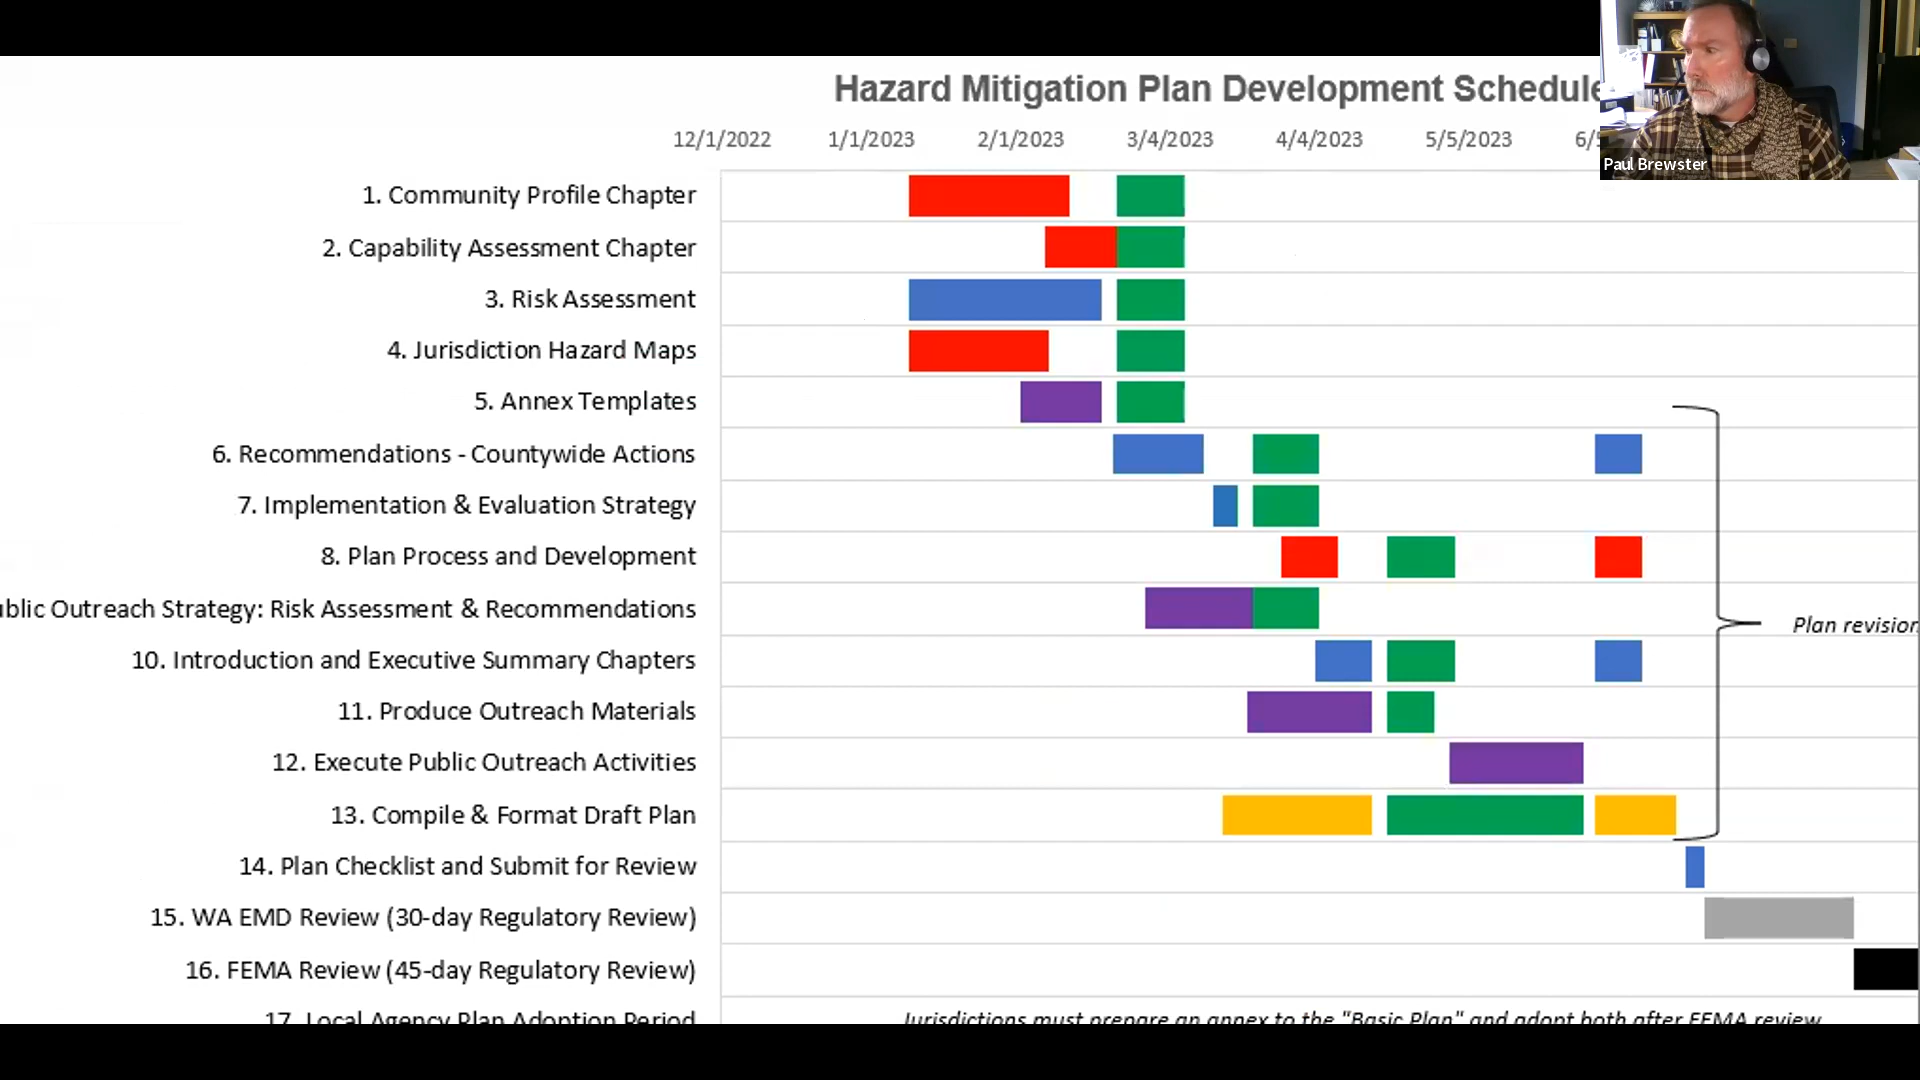 Hazard Mitigation Plan Development Schedule
12/1/2022 1/1/2023 2/1/2023 3/4/2023 4/4/2023 5/5/2023 6/
Paul Brewster
1. Community Profile Chapter
2. Capability Assessment Chapter
3. Risk Assessment
4. Jurisdiction Hazard Maps
5. Annex Templates
6. Recommendations - Countywide Actions
7. Implementation & Evaluation Strategy
8. Plan Process and Development
ublic Outreach Strategy: Risk Assessment & Recommendations
Plan revision
10. Introduction and Executive Summary Chapters
11. Produce Outreach Materials
12. Execute Public Outreach Activities
13. Compile & Format Draft Plan
14. Plan Checklist and Submit for Review
15. WA EMD Review (30-day Regulatory Review)
16. FEMA Review (45-day Regulatory Review)
17. Local Agency Plan Adoption Period
Jurisdictions must prepare an annex to the "Basic Plan" and adopt both after FEMA review